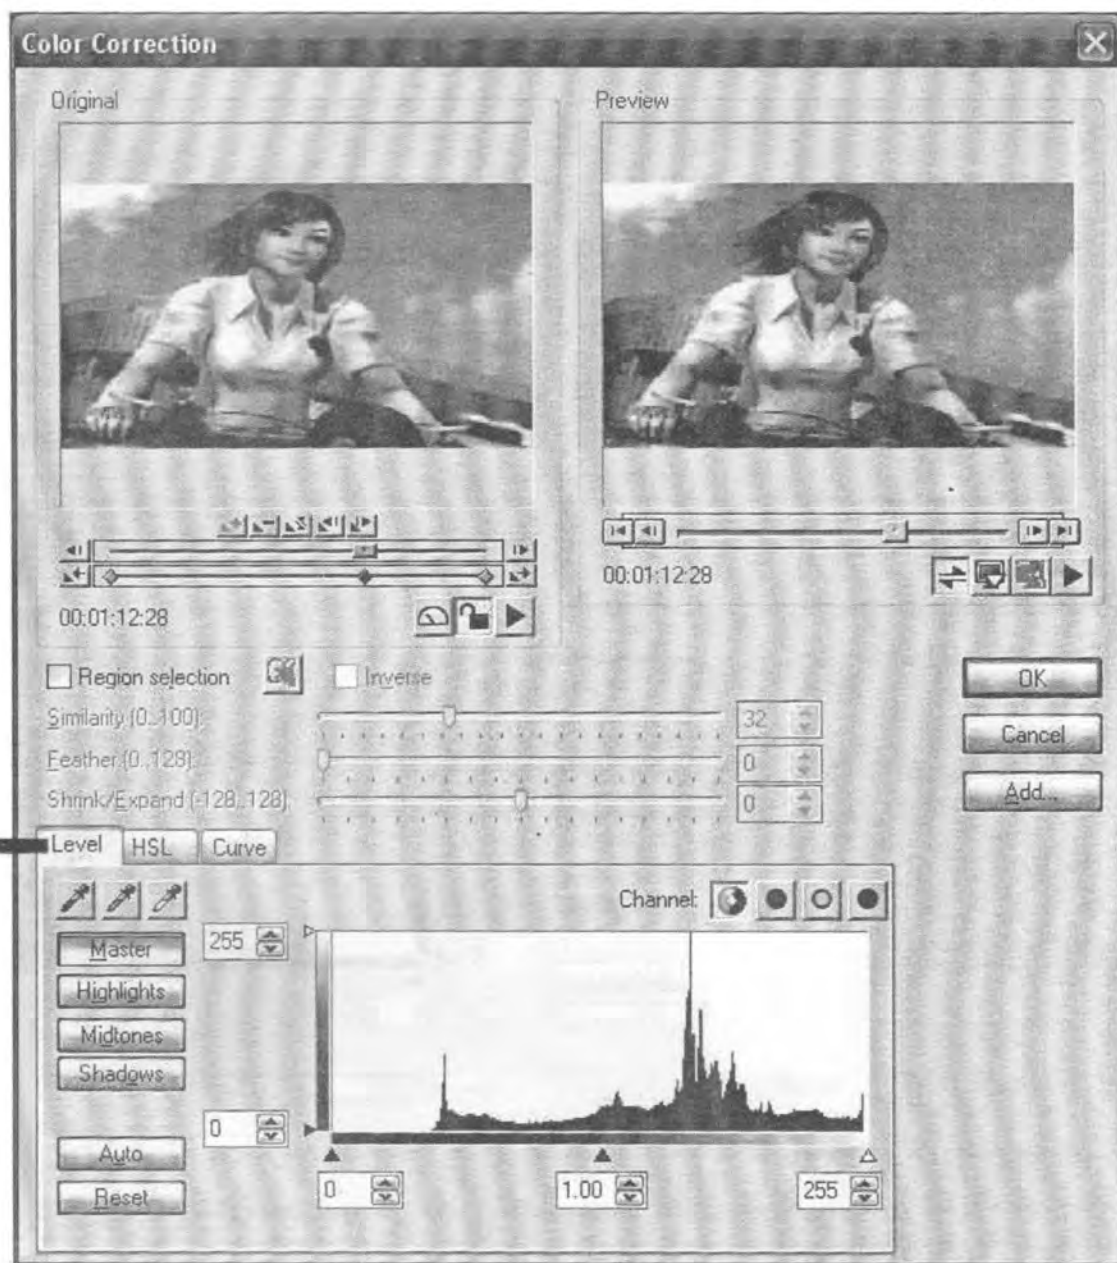 Color Correction
Original
Preview
00:01:12:28
00:01:12:28
Region selection
Inverse
OK
Similarity (0..100):
32
Cancel
Feather (0..128):
0
Shrink/Expand (-128..128)
0
Add...
Level
HSL
Curve
Channel:
Master
255
Highlights
Midtones
Shadows
0
Auto
0
1.00
255
Reset